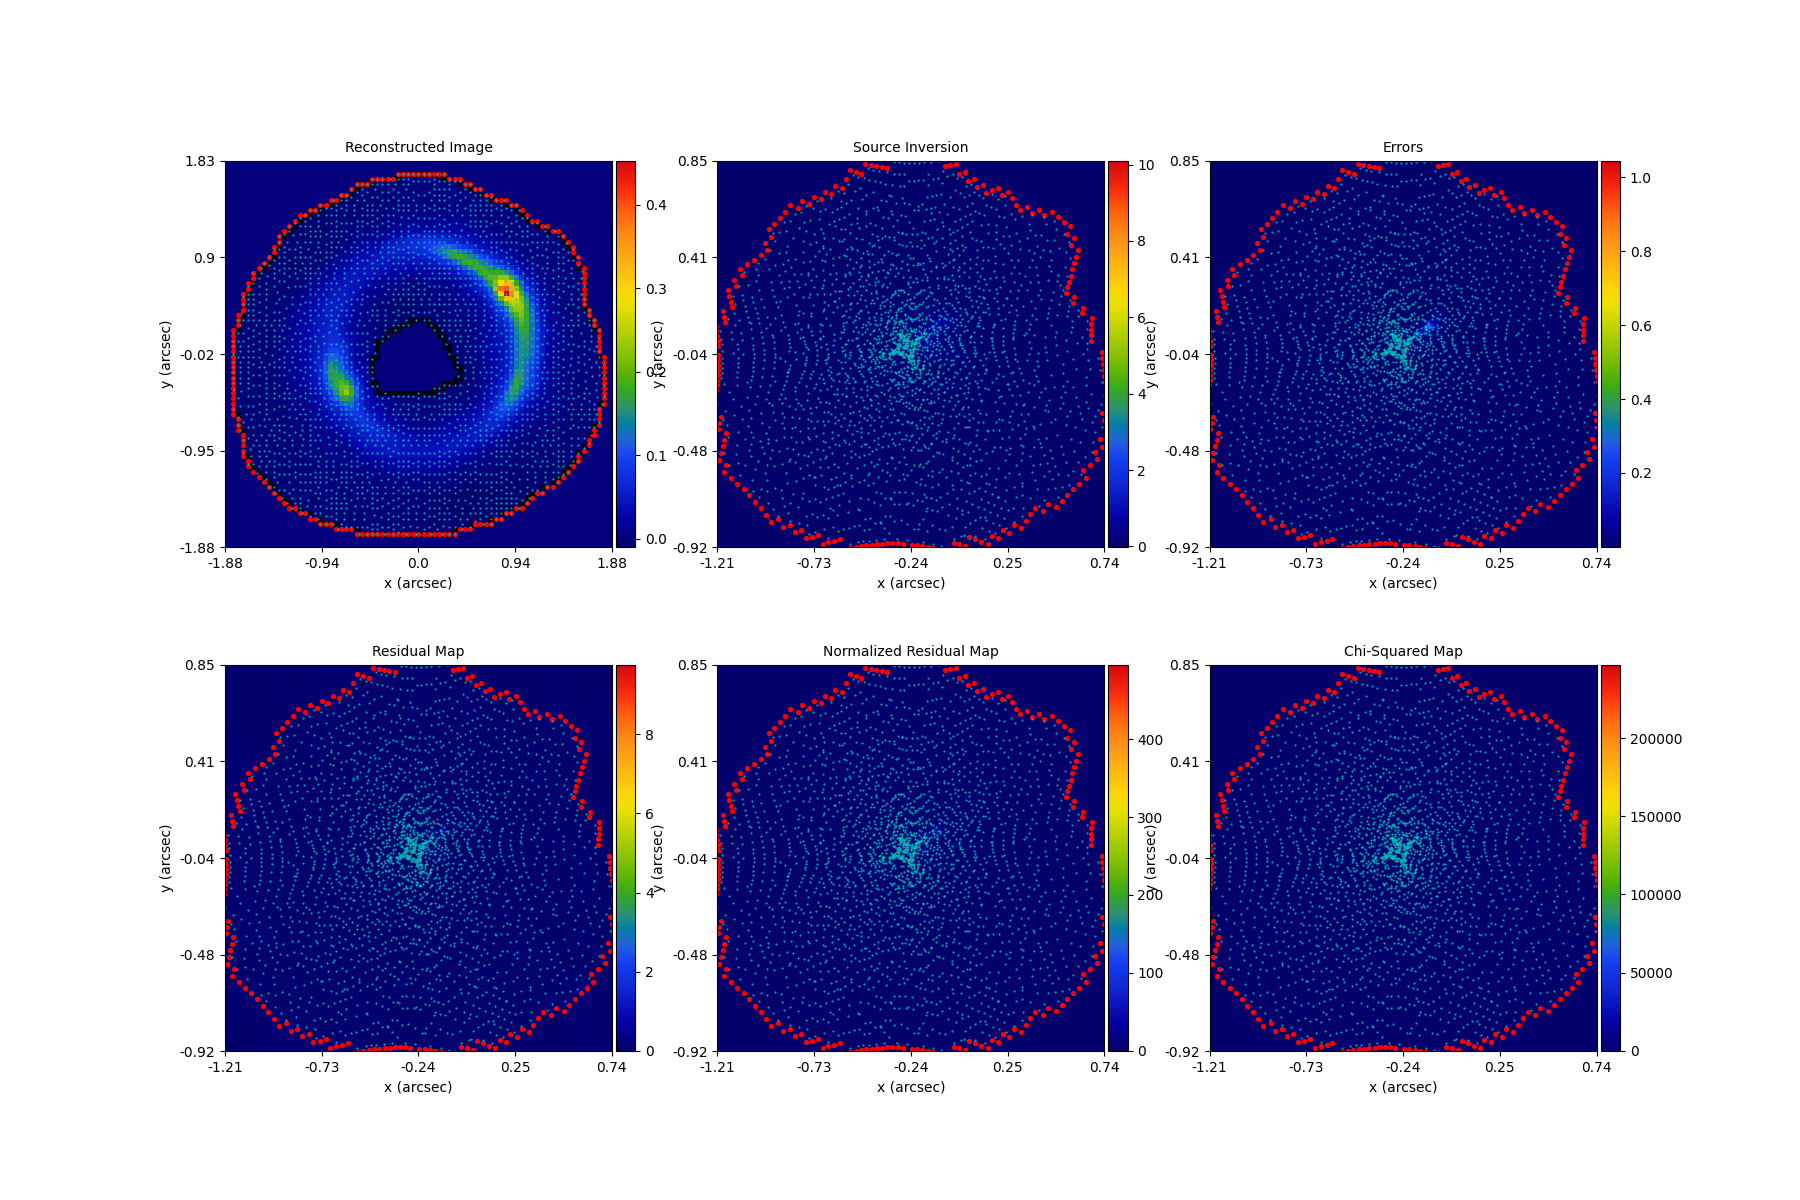 Reconstructed Image
1.83
0.9
-0.02
-0.95
-1.88
y (arcsec)
-1.88 -0.94 0.0 0.94 1.88
x (arcsec)
0.4
0.3
0.2
0.1
0.0
Source Inversion
0.85
0.41
-0.04
-0.48
-0.92
y (arcsec)
-1.21 -0.73 -0.24 0.25 0.74
x (arcsec)
10
8
6
4
2
0
Errors
0.85
0.41
-0.04
-0.48
-0.92
y (arcsec)
-1.21 -0.73 -0.24 0.25 0.74
x (arcsec)
1.0
0.8
0.6
0.4
0.2
Residual Map
0.85
0.41
-0.04
-0.48
-0.92
y (arcsec)
-1.21 -0.73 -0.24 0.25 0.74
x (arcsec)
8
6
4
2
0
Normalized Residual Map
0.85
0.41
-0.04
-0.48
-0.92
y (arcsec)
-1.21 -0.73 -0.24 0.25 0.74
x (arcsec)
400
300
200
100
0
Chi-Squared Map
0.85
0.41
-0.04
-0.48
-0.92
y (arcsec)
-1.21 -0.73 -0.24 0.25 0.74
x (arcsec)
200000
150000
100000
50000
0